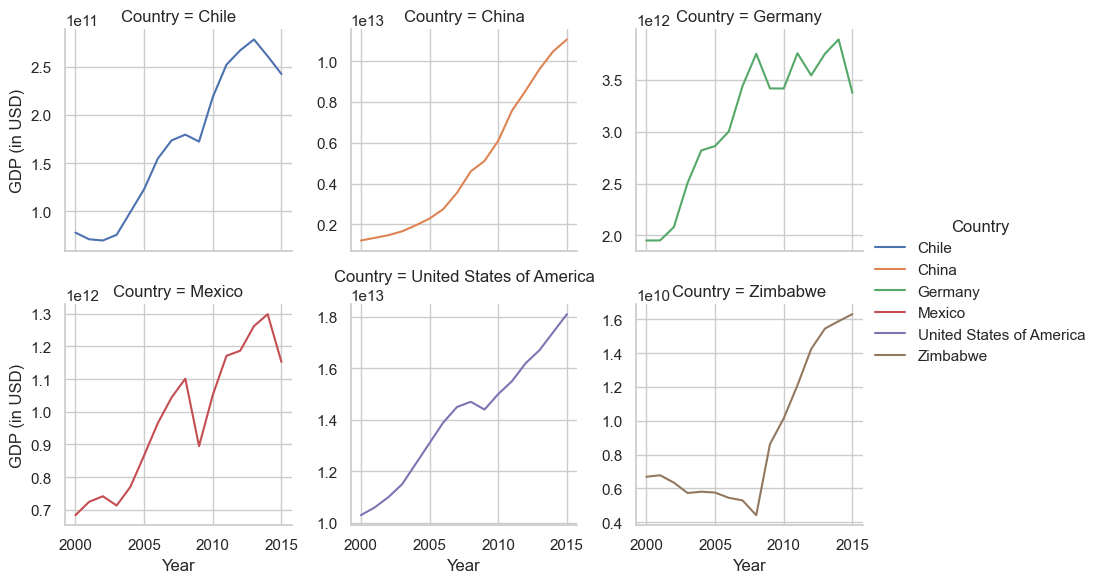 Country = Chile
1e11
2.5
2.0
1.5
1.0
GDP (in USD)
Country = China
1e13
1.0
0.8
0.6
0.4
0.2
Country = Germany
1e12
3.5
3.0
2.5
2.0
Country = Mexico
1e12
1.3
1.2
1.1
1.0
0.9
0.8
0.7
GDP (in USD)
2000 2005 2010 2015
Year
Country = United States of America
1e13
1.8
1.6
1.4
1.2
1.0
2000 2005 2010 2015
Year
Country = Zimbabwe
1e10
1.6
1.4
1.2
1.0
0.8
0.6
0.4
2000 2005 2010 2015
Year
Country
Chile
China
Germany
Mexico
United States of America
Zimbabwe